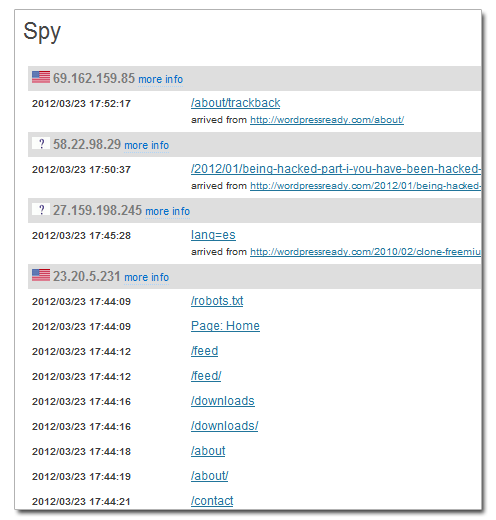 Spy
69.162.159.85 more info
2012/03/23 17:52:17 /about/trackback
arrived from http://wordpressready.com/about/
? 58.22.98.29 more info
2012/03/23 17:50:37 /2012/01/being-hacked-part-i-you-have-been-hacked-
arrived from http://wordpressready.com/2012/01/being-hacked-
? 27.159.198.245 more info
2012/03/23 17:45:28 lang=es
arrived from http://wordpressready.com/2010/02/clone-freemiu
23.20.5.231 more info
2012/03/23 17:44:09 /robots.txt
2012/03/23 17:44:09 Page: Home
2012/03/23 17:44:12 /feed
2012/03/23 17:44:12 /feed/
2012/03/23 17:44:16 /downloads
2012/03/23 17:44:16 /downloads/
2012/03/23 17:44:18 /about
2012/03/23 17:44:19 /about/
2012/03/23 17:44:21 /contact